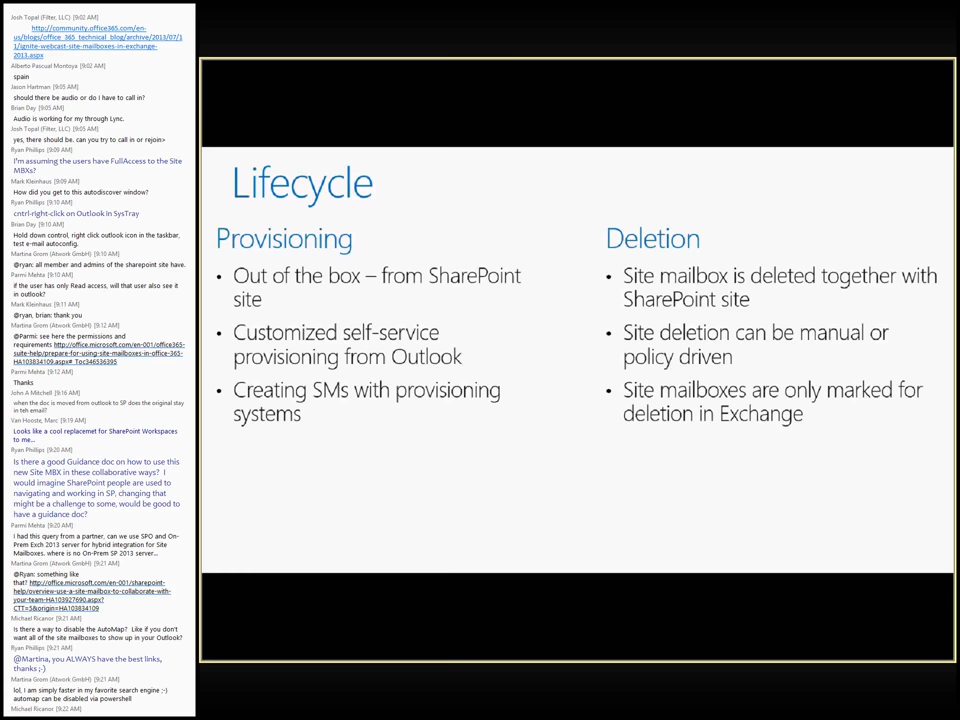 Josh Topal (Filter, LLC) [9:02 AM]
http://community.office365.com/en-
us/blogs/office_365_technical_blog/archive/2013/07/1
1/ignite-webcast-site-mailboxes-in-exchange-
2013.aspx
Alberto Pascual Montoya [9:02 AM]
spain
Jason Hartman [9:05 AM]
should there be audio or do I have to call in?
Brian Day [9:05 AM]
Audio is working for my through Lync.
Josh Topal (Filter, LLC) [9:05 AM]
yes, there should be. can you try to call in or rejoin>
Ryan Phillips [9:09 AM]
I'm assuming the users have FullAccess to the Site
MBXs?
Mark Kleinhaus [9:09 AM]
How did you get to this autodiscover window?
Ryan Phillips [9:10 AM]
cntrl-right-click on Outlook in SysTray
Brian Day [9:10 AM]
Hold down control, right click outlook icon in the taskbar,
test e-mail autoconfig.
Martina Grom (Atwork GmbH) [9:10 AM]
@ryan: all member and admins of the sharepoint site have.
Parmi Mehta [9:10 AM]
if the user has only Read access, will that user also see it
in outlook?
Mark Kleinhaus [9:11 AM]
@ryan, brian: thank you
Martina Grom (Atwork GmbH) [9:12 AM]
@Parmi: see here the permissions and
requirements http://office.microsoft.com/en-001/office365-
suite-help/prepare-for-using-site-mailboxes-in-office-365-
HA103834109.aspx#_Toc346536395
Parmi Mehta [9:12 AM]
Thanks
John A Mitchell [9:16 AM]
when the doc is moved from outlook to SP does the original stay
in teh email?
Van Hooste, Marc [9:19 AM]
Looks like a cool replacemet for SharePoint Workspaces
to me...
Ryan Phillips [9:20 AM]
Is there a good Guidance doc on how to use this
new Site MBX in these collaborative ways? I
would imagine SharePoint people are used to
navigating and working in SP, changing that
might be a challenge to some, would be good to
have a guidance doc?
Parmi Mehta [9:20 AM]
I had this query from a partner, can we use SPO and On-
Prem Exch 2013 server for hybrid integration for Site
Mailboxes. where is no On-Prem SP 2013 server...
Martina Grom (Atwork GmbH) [9:21 AM]
@Ryan: something like
that? http://office.microsoft.com/en-001/sharepoint-
help/overview-use-a-site-mailbox-to-collaborate-with-
your-team-HA103927690.aspx?
CTT=5&origin=HA103834109
Michael Ricanor [9:21 AM]
Is there a way to disable the AutoMap? Like if you don't
want all of the site mailboxes to show up in your Outlook?
Ryan Phillips [9:21 AM]
@Martina, you ALWAYS have the best links,
thanks ;-)
Martina Grom (Atwork GmbH) [9:21 AM]
lol, I am simply faster in my favorite search engine ;-)
automap can be disabled via powershell
Michael Ricanor [9:22 AM]
Lifecycle
Provisioning
• Out of the box – from SharePoint
site
• Customized self-service
provisioning from Outlook
• Creating SMs with provisioning
systems
Deletion
• Site mailbox is deleted together with
SharePoint site
• Site deletion can be manual or
policy driven
• Site mailboxes are only marked for
deletion in Exchange